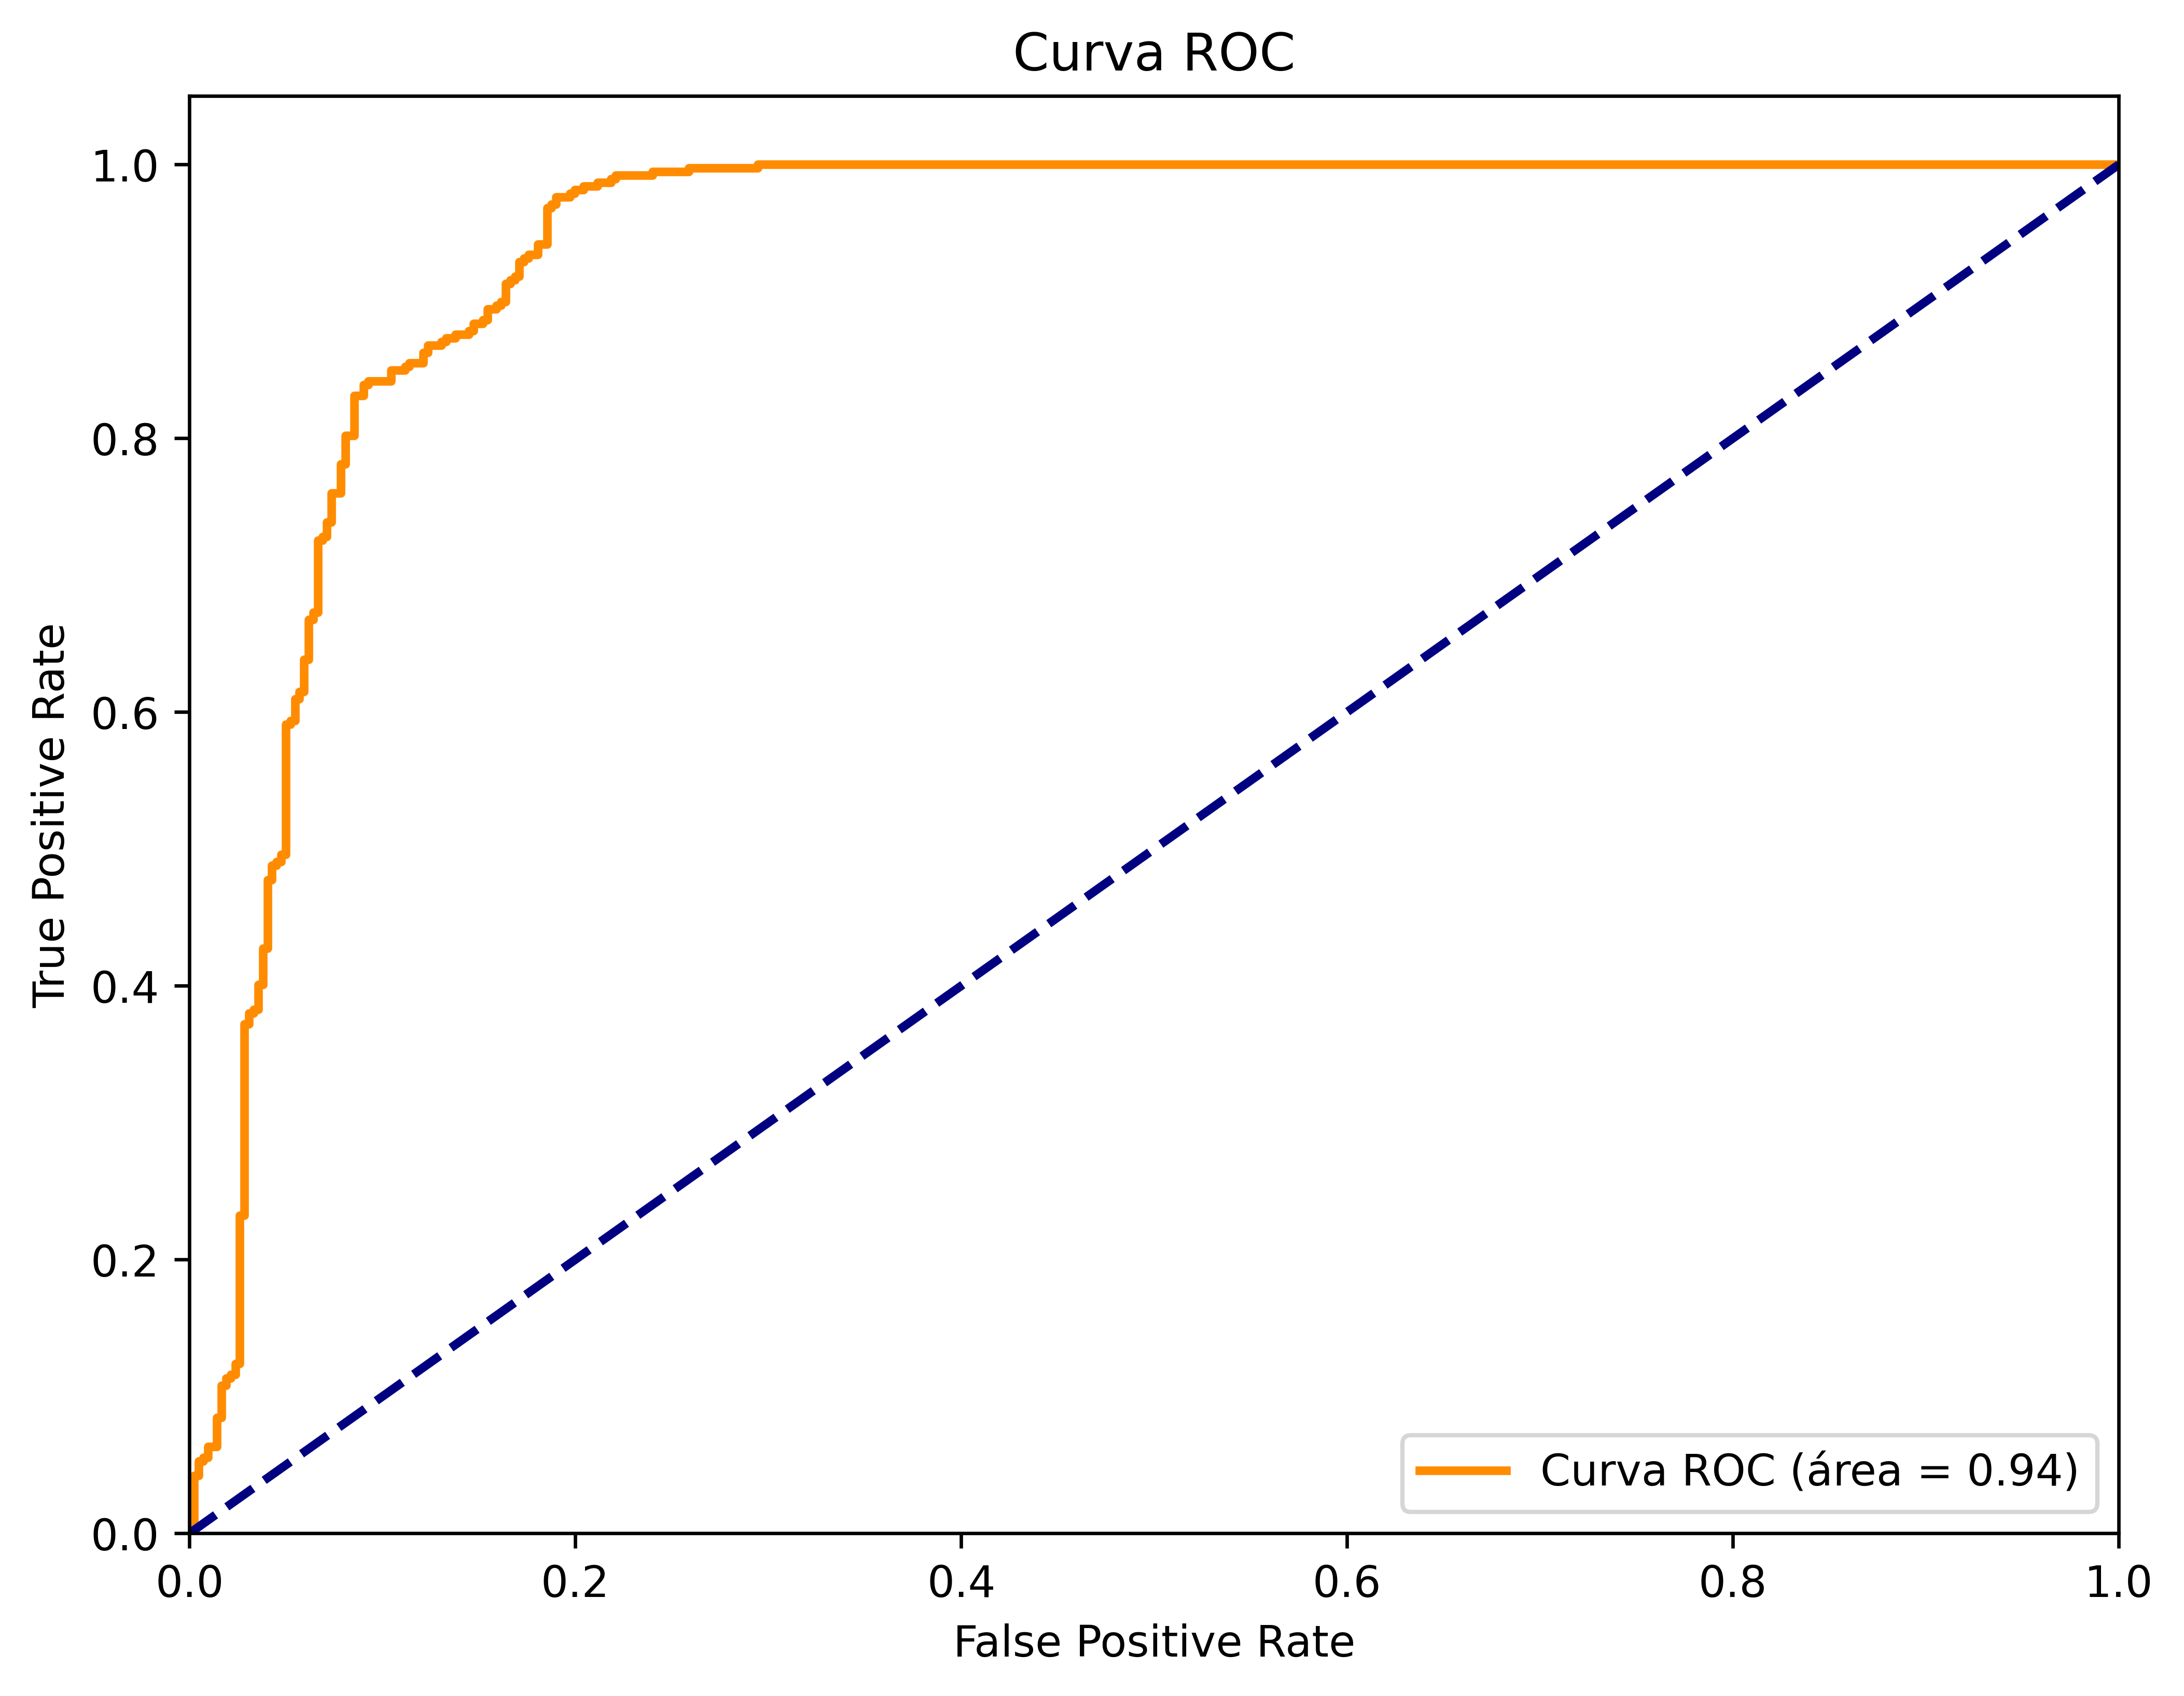 Curva ROC
1.0
0.8
0.6
0.4
0.2
0.0
True Positive Rate
0.0 0.2 0.4 0.6 0.8 1.0
False Positive Rate
Curva ROC (área = 0.94)